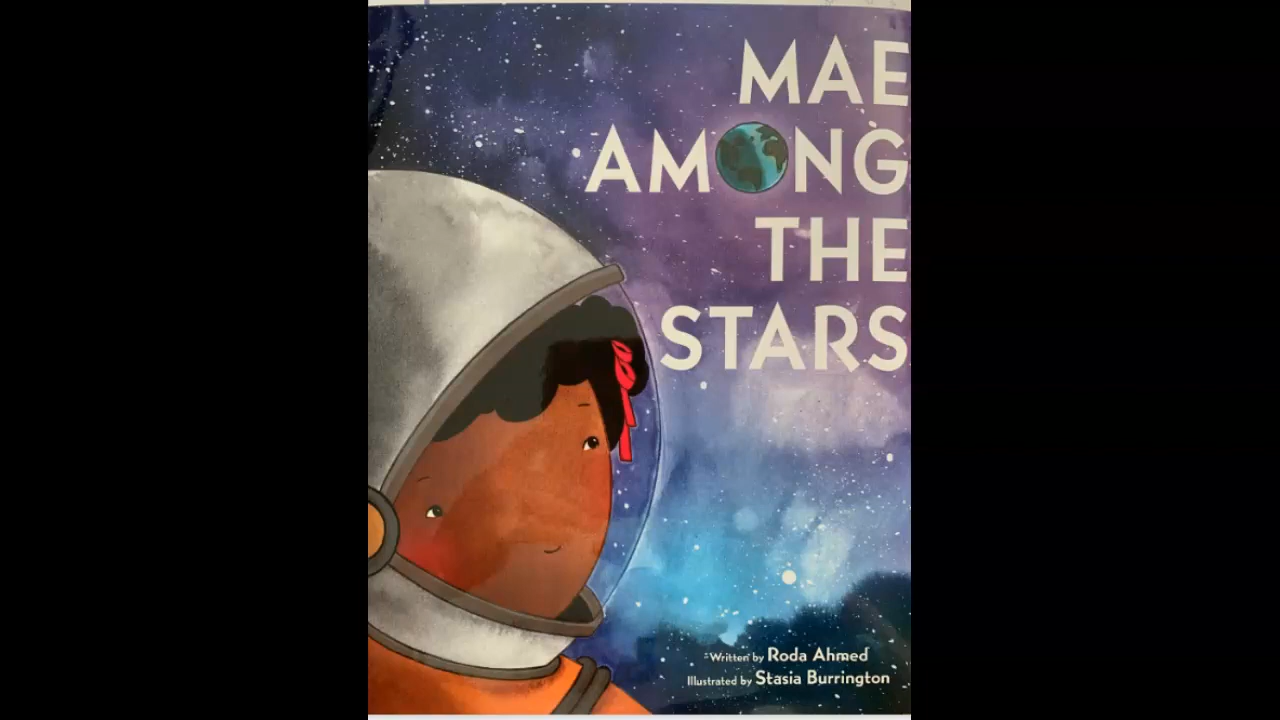 MAE
AMONG
THE
STARS
Written by Roda Ahmed
Illustrated by Stasia Burrington